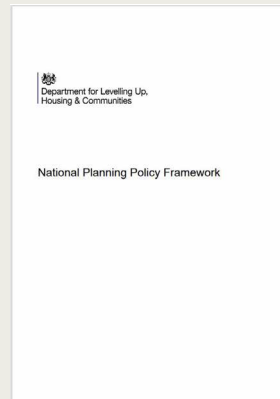 Department for Levelling Up,
Housing & Communities
National Planning Policy Framework